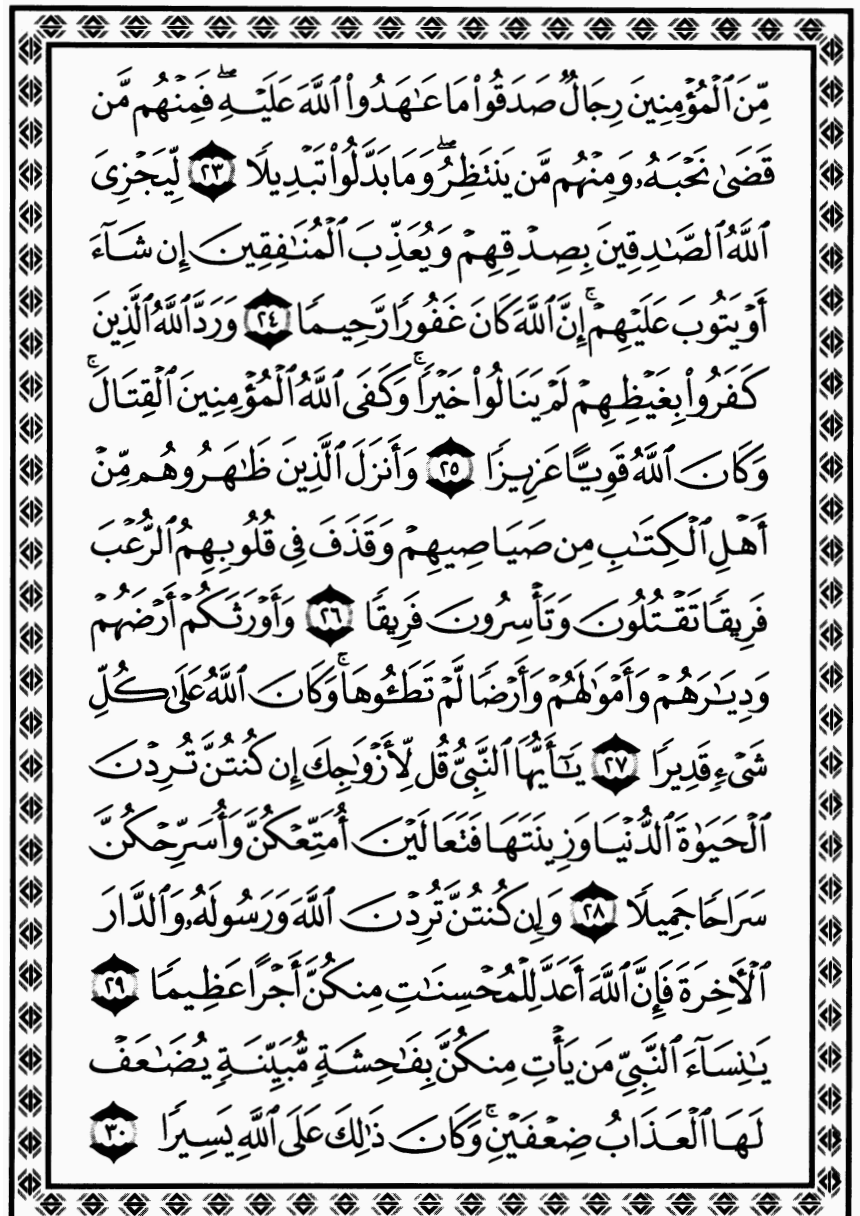 مِّنَ ٱلْمُؤْمِنِينَ رِجَالٌ صَدَقُوا۟ مَا عَٰهَدُوا۟ ٱللَّهَ عَلَيْهِ ۖ فَمِنْهُم مَّن
قَضَىٰ نَحْبَهُۥ وَمِنْهُم مَّن يَنتَظِرُ ۖ وَمَا بَدَّلُوا۟ تَبْدِيلًا ٢٣ لِّيَجْزِىَ
ٱللَّهُ ٱلصَّٰدِقِينَ بِصِدْقِهِمْ وَيُعَذِّبَ ٱلْمُنَٰفِقِينَ إِن شَآءَ
أَوْ يَتُوبَ عَلَيْهِمْ ۚ إِنَّ ٱللَّهَ كَانَ غَفُورًا رَّحِيمًا ٢٤ وَرَدَّ ٱللَّهُ ٱلَّذِينَ
كَفَرُوا۟ بِغَيْظِهِمْ لَمْ يَنَالُوا۟ خَيْرًا ۚ وَكَفَى ٱللَّهُ ٱلْمُؤْمِنِينَ ٱلْقِتَالَ ۚ
وَكَانَ ٱللَّهُ قَوِيًّا عَزِيزًا ٢٥ وَأَنزَلَ ٱلَّذِينَ ظَٰهَرُوهُم مِّنْ
أَهْلِ ٱلْكِتَٰبِ مِن صَيَاصِيهِمْ وَقَذَفَ فِى قُلُوبِهِمُ ٱلرُّعْبَ
فَرِيقًا تَقْتُلُونَ وَتَأْسِرُونَ فَرِيقًا ٢٦ وَأَوْرَثَكُمْ أَرْضَهُمْ
وَدِيَٰرَهُمْ وَأَمْوَٰلَهُمْ وَأَرْضًا لَّمْ تَطَـُٔوهَا ۚ وَكَانَ ٱللَّهُ عَلَىٰ كُلِّ
شَىْءٍ قَدِيرًا ٢٧ يَٰٓأَيُّهَا ٱلنَّبِىُّ قُل لِّأَزْوَٰجِكَ إِن كُنتُنَّ تُرِدْنَ
ٱلْحَيَوٰةَ ٱلدُّنْيَا وَزِينَتَهَا فَتَعَالَيْنَ أُمَتِّعْكُنَّ وَأُسَرِّحْكُنَّ
سَرَاحًا جَمِيلًا ٢٨ وَإِن كُنتُنَّ تُرِدْنَ ٱللَّهَ وَرَسُولَهُۥ وَٱلدَّارَ
ٱلْءَاخِرَةَ فَإِنَّ ٱللَّهَ أَعَدَّ لِلْمُحْسِنَٰتِ مِنكُنَّ أَجْرًا عَظِيمًا ٢٩
يَٰنِسَآءَ ٱلنَّبِىِّ مَن يَأْتِ مِنكُنَّ بِفَٰحِشَةٍ مُّبَيِّنَةٍ يُضَٰعَفْ
لَهَا ٱلْعَذَابُ ضِعْفَيْنِ ۚ وَكَانَ ذَٰلِكَ عَلَى ٱللَّهِ يَسِيرًا ٣٠